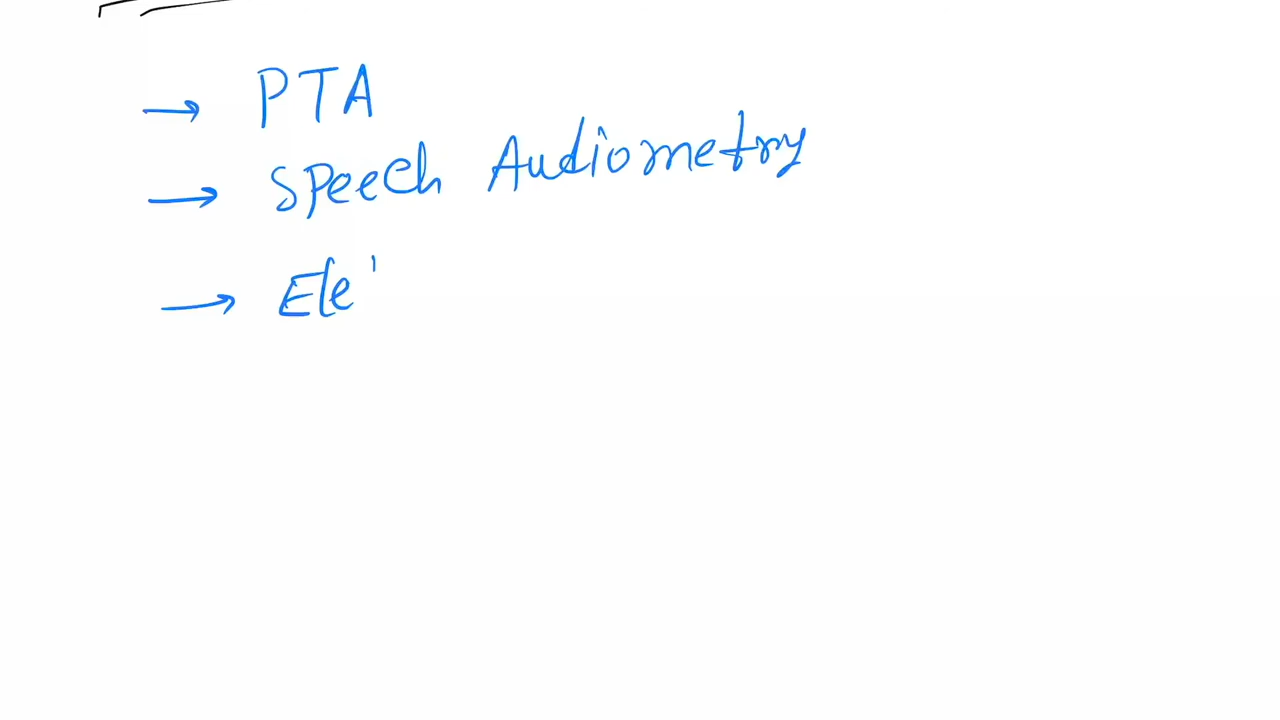 → PTA
→ Speech Audiometry
→ Ele